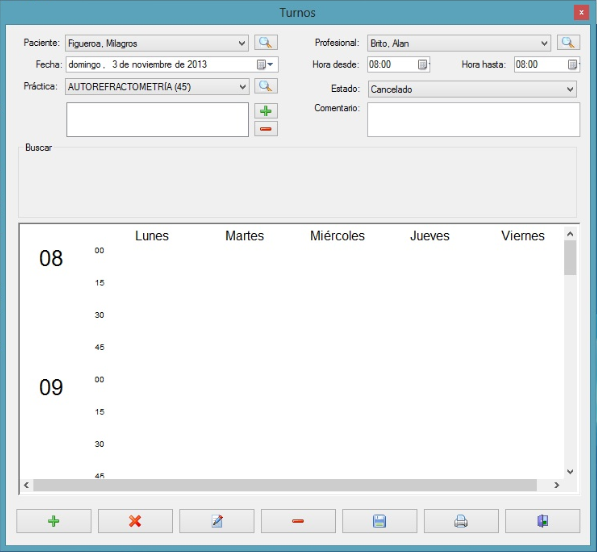 Turnos
x
Paciente: Figueroa, Milagros Profesional: Brito, Alan
Fecha: domingo , 3 de noviembre de 2013 Hora desde: 08:00 Hora hasta: 08:00
Práctica: AUTOREFRACTOMETRÍA (45') Estado: Cancelado
Comentario:
Buscar
Lunes Martes Miércoles Jueves Viernes
08 00
15
30
45
09 00
15
30
45